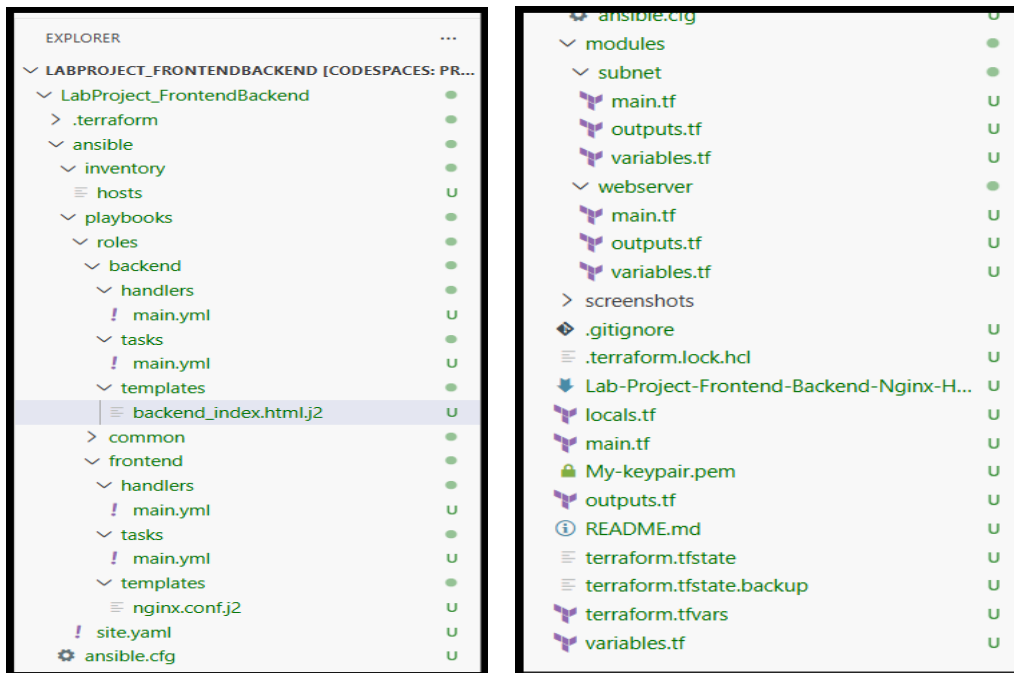 EXPLORER ...
LABPROJECT_FRONTENDBACKEND [CODESPACES: PR...
LabProject_FrontendBackend
.terraform
ansible
inventory
hosts U
playbooks
roles
backend
handlers
! main.yml U
tasks
! main.yml U
templates
backend_index.html.j2 U
common
frontend
handlers
! main.yml U
tasks
! main.yml U
templates
nginx.conf.j2 U
! site.yaml U
ansible.cfg U
ansible.cfg U
modules
subnet
main.tf U
outputs.tf U
variables.tf U
webserver
main.tf U
outputs.tf U
variables.tf U
screenshots
.gitignore U
.terraform.lock.hcl U
Lab-Project-Frontend-Backend-Nginx-H... U
locals.tf U
main.tf U
My-keypair.pem U
outputs.tf U
README.md U
terraform.tfstate U
terraform.tfstate.backup U
terraform.tfvars U
variables.tf U